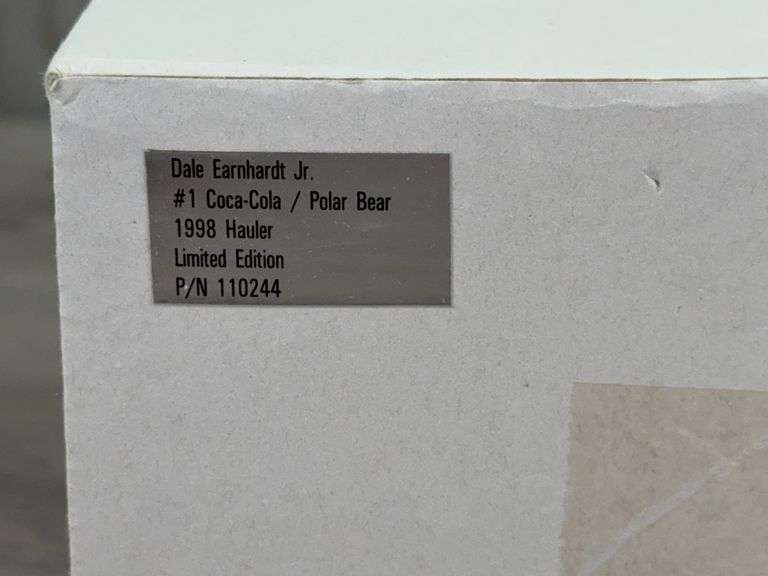 Dale Earnhardt Jr.
#1 Coca-Cola / Polar Bear
1998 Hauler
Limited Edition
P/N 110244